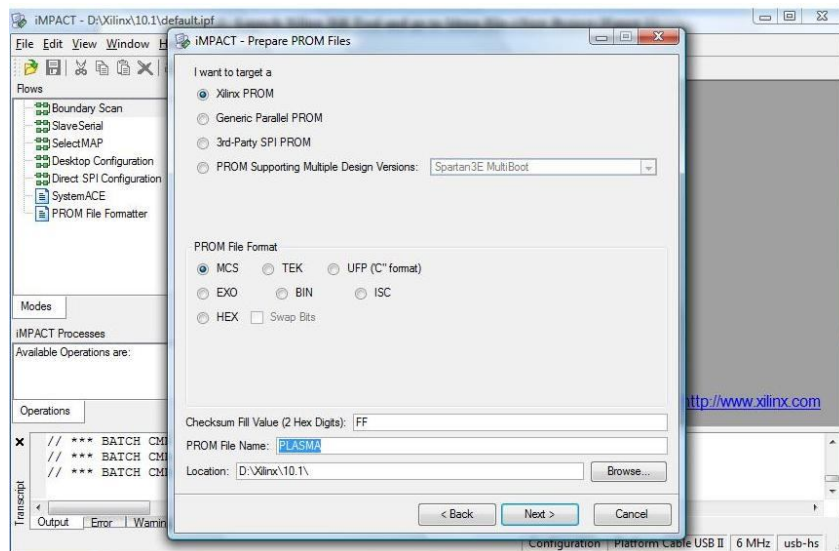 iMPACT - D:\Xilinx\10.1\default.ipf
File Edit View Window H
Flows
Boundary Scan
SlaveSerial
SelectMAP
Desktop Configuration
Direct SPI Configuration
SystemACE
PROM File Formatter
Modes
iMPACT Processes
Available Operations are:
Operations
// *** BATCH CM
// *** BATCH CM
// *** BATCH CM
Transcript
Output Error Warnin
iMPACT - Prepare PROM Files
I want to target a
Xilinx PROM
Generic Parallel PROM
3rd-Party SPI PROM
PROM Supporting Multiple Design Versions: Spartan3E MultiBoot
PROM File Format
MCS TEK UFP ("C" format)
EXO BIN ISC
HEX Swap Bits
Checksum Fill Value (2 Hex Digits): FF
PROM File Name: PLASMA
Location: D:\Xilinx\10.1\ Browse...
< Back Next > Cancel
http://www.xilinx.com
Configuration Platform Cable USB II 6 MHz usb-hs